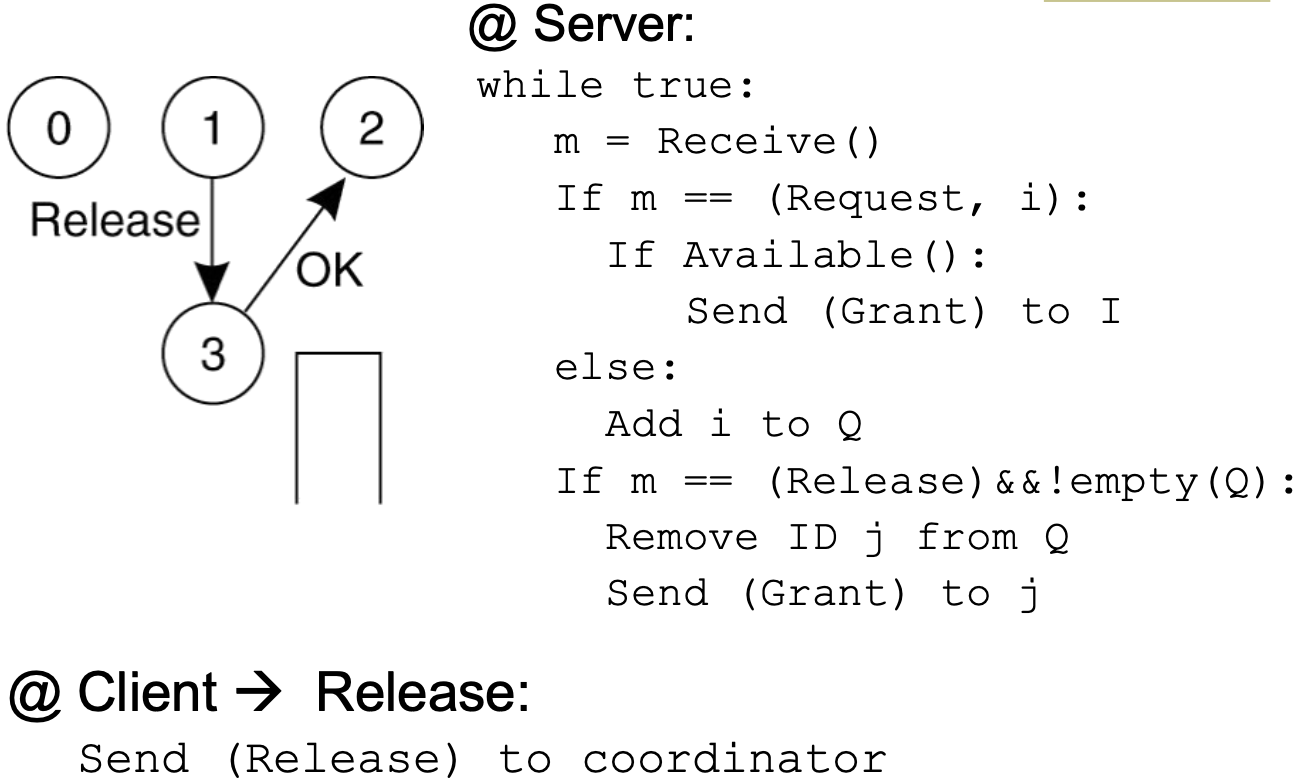 @ Server:
while true:
m = Receive()
If m == (Request, i):
If Available():
Send (Grant) to I
else:
Add i to Q
If m == (Release)&&!empty(Q):
Remove ID j from Q
Send (Grant) to j
0
1
2
Release
OK
3
@ Client → Release:
Send (Release) to coordinator